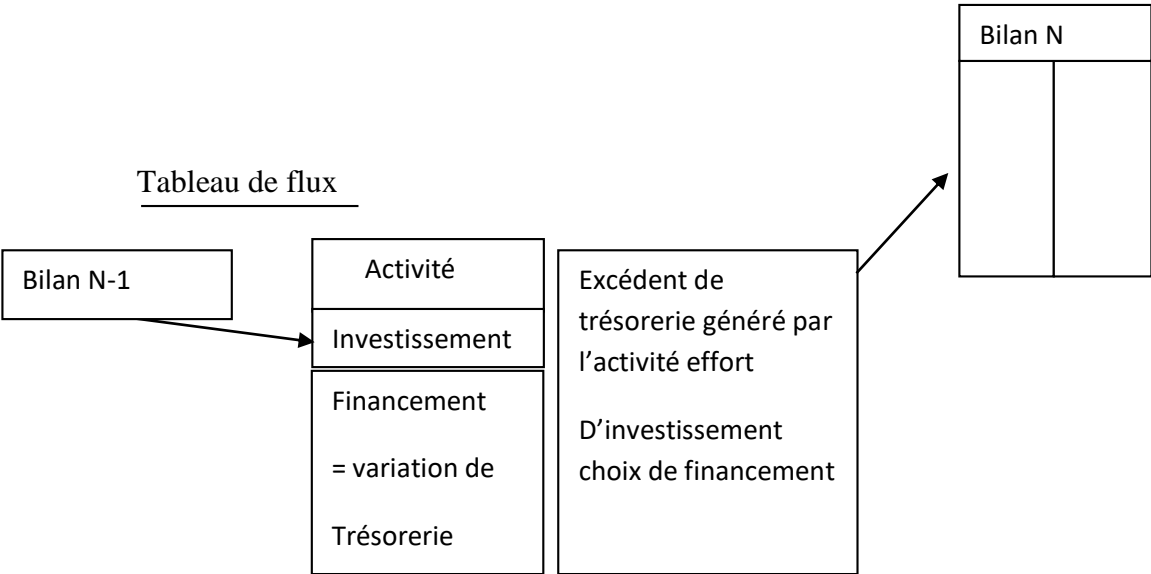 Bilan N
Tableau de flux
Bilan N-1
Activité
Investissement
Financement
= variation de
Trésorerie
Excédent de
trésorerie généré par
l’activité effort
D’investissement
choix de financement